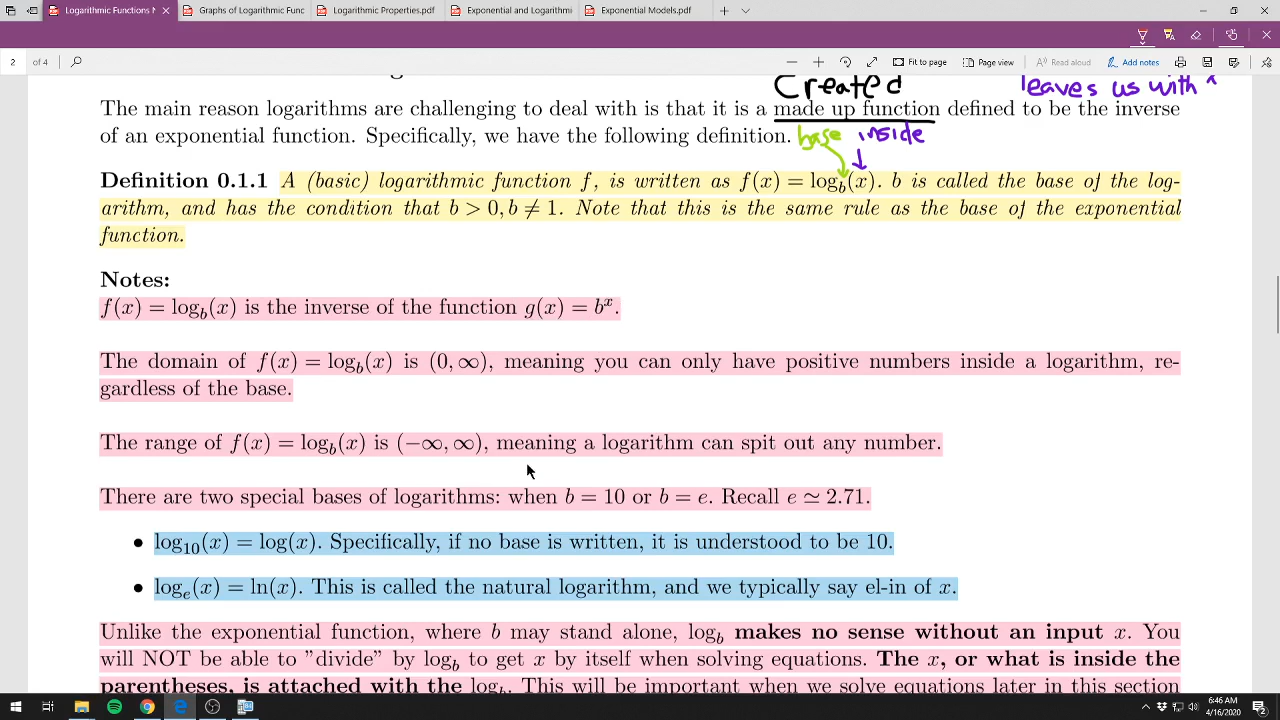 Logarithmic Functions N
Graphs of Logarithmic Func
Logarithmic Properties.pdf
Exponential and Logarithmi
Exponential Models.pdf
2 of 4
Fit to page
Page view
Read aloud
Add notes
Created leaves us with x
The main reason logarithms are challenging to deal with is that it is a made up function defined to be the inverse
of an exponential function. Specifically, we have the following definition.
base inside
Definition 0.1.1 A (basic) logarithmic function f, is written as f(x) = log_b(x). b is called the base of the log-
arithm, and has the condition that b > 0, b ≠ 1. Note that this is the same rule as the base of the exponential
function.
Notes:
f(x) = log_b(x) is the inverse of the function g(x) = b^x.
The domain of f(x) = log_b(x) is (0, ∞), meaning you can only have positive numbers inside a logarithm, re-
gardless of the base.
The range of f(x) = log_b(x) is (−∞, ∞), meaning a logarithm can spit out any number.
There are two special bases of logarithms: when b = 10 or b = e. Recall e ≃ 2.71.
• log₁₀(x) = log(x). Specifically, if no base is written, it is understood to be 10.
• log_e(x) = ln(x). This is called the natural logarithm, and we typically say el-in of x.
Unlike the exponential function, where b may stand alone, log_b makes no sense without an input x. You
will NOT be able to "divide" by log_b to get x by itself when solving equations. The x, or what is inside the
parentheses, is attached with the log_b. This will be important when we solve equations later in this section
6:46 AM
4/16/2020